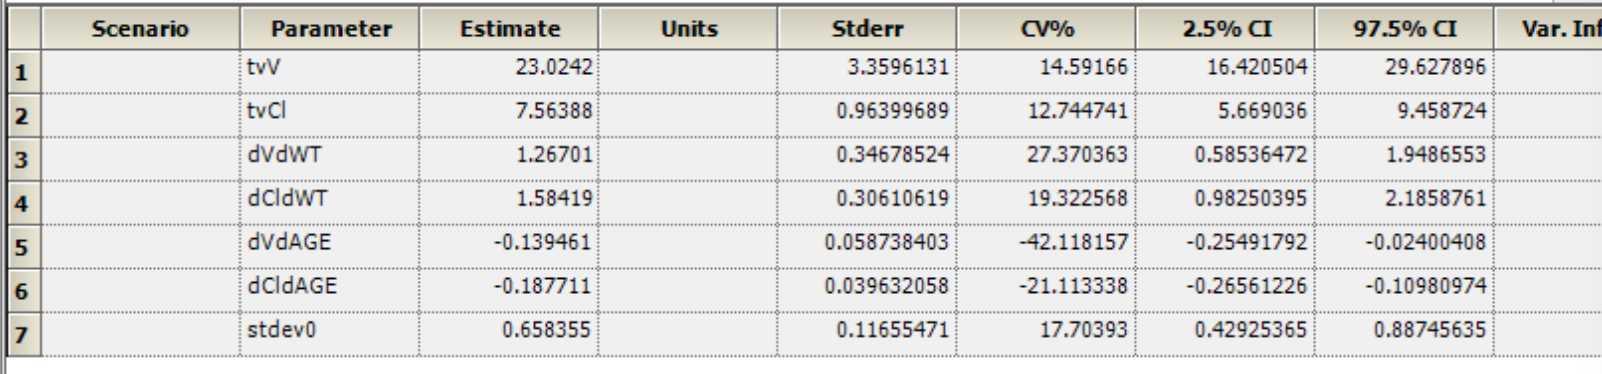 Scenario Parameter Estimate Units Stderr CV% 2.5% CI 97.5% CI Var. Inf
1 tvV 23.0242 3.3596131 14.59166 16.420504 29.627896
2 tvCl 7.56388 0.96399689 12.744741 5.669036 9.458724
3 dVdWT 1.26701 0.34678524 27.370363 0.58536472 1.9486553
4 dCldWT 1.58419 0.30610619 19.322568 0.98250395 2.1858761
5 dVdAGE -0.139461 0.058738403 -42.118157 -0.25491792 -0.02400408
6 dCldAGE -0.187711 0.039632058 -21.113338 -0.26561226 -0.10980974
7 stdev0 0.658355 0.11655471 17.70393 0.42925365 0.88745635